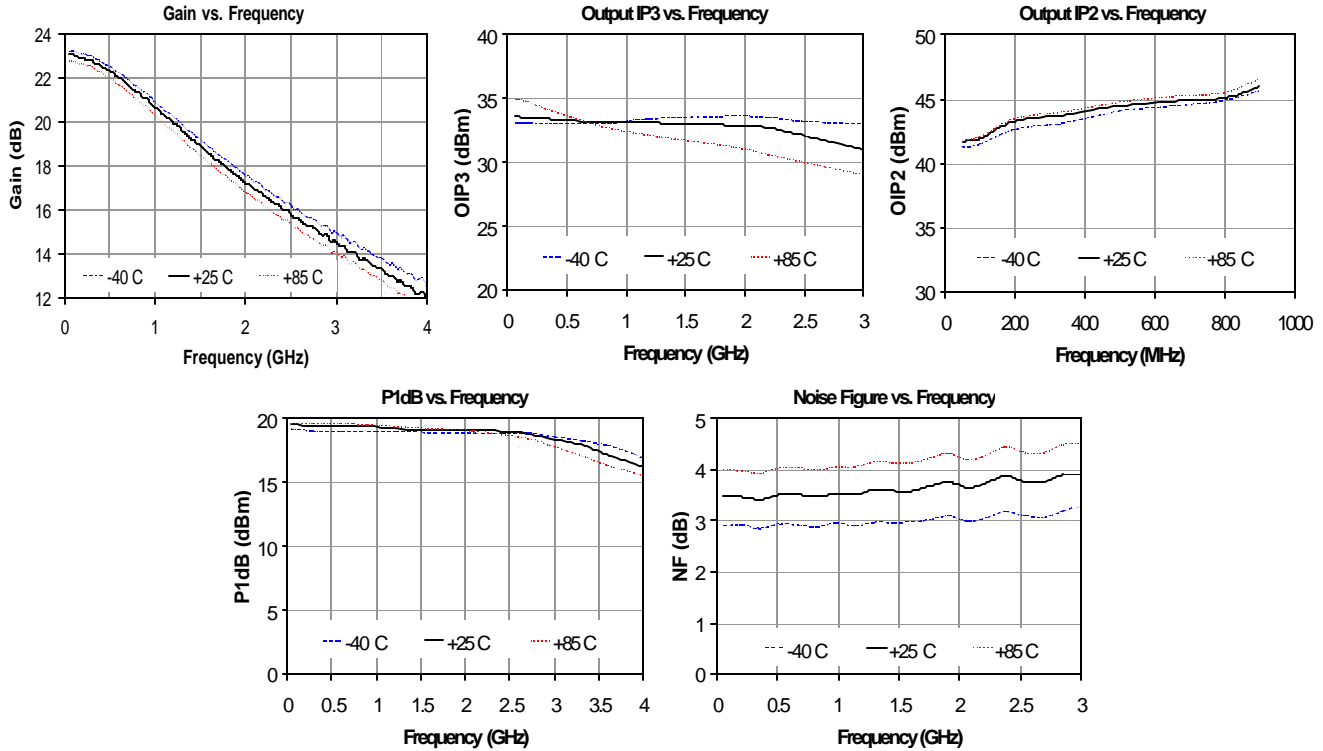 Gain vs. Frequency
24
22
20
18
16
14
12
Gain (dB)
-40 C +25 C +85 C
0 1 2 3 4
Frequency (GHz)
Output IP3 vs. Frequency
40
35
30
25
20
OIP3 (dBm)
-40 C +25 C +85 C
0 0.5 1 1.5 2 2.5 3
Frequency (GHz)
Output IP2 vs. Frequency
50
45
40
35
30
OIP2 (dBm)
-40 C +25 C +85 C
0 200 400 600 800 1000
Frequency (MHz)
P1dB vs. Frequency
20
15
10
5
0
P1dB (dBm)
-40 C +25 C +85 C
0 0.5 1 1.5 2 2.5 3 3.5 4
Frequency (GHz)
Noise Figure vs. Frequency
5
4
3
2
1
0
NF (dB)
-40 C +25 C +85 C
0 0.5 1 1.5 2 2.5 3
Frequency (GHz)